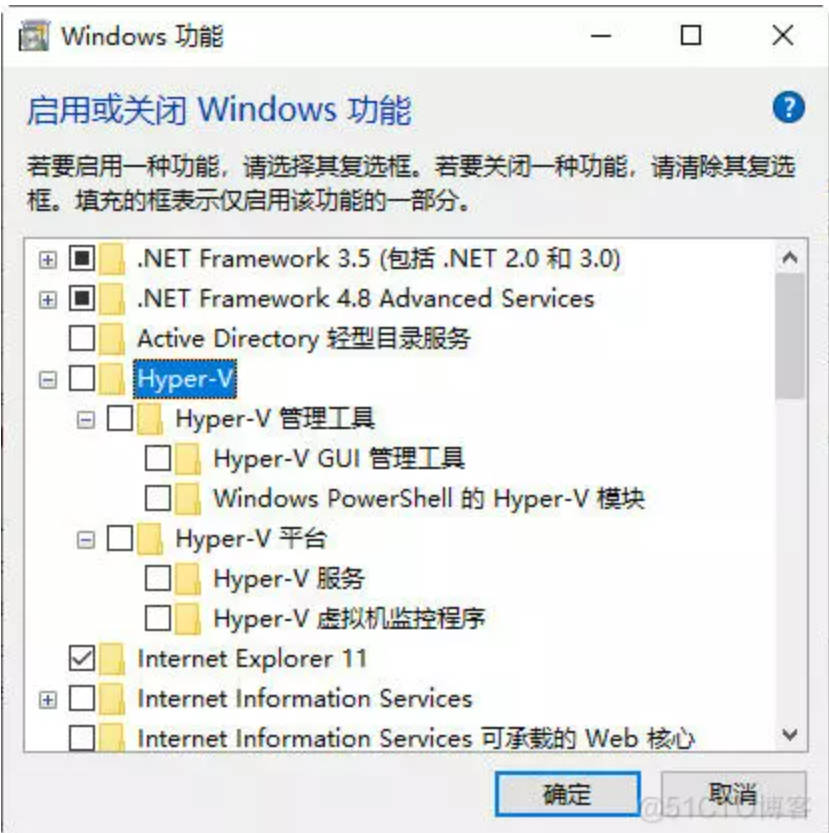 Windows 功能
启用或关闭 Windows 功能
?
若要启用一种功能，请选择其复选框。若要关闭一种功能，请清除其复选
框。填充的框表示仅启用该功能的一部分。
.NET Framework 3.5 (包括 .NET 2.0 和 3.0)
.NET Framework 4.8 Advanced Services
Active Directory 轻型目录服务
Hyper-V
Hyper-V 管理工具
Hyper-V GUI 管理工具
Windows PowerShell 的 Hyper-V 模块
Hyper-V 平台
Hyper-V 服务
Hyper-V 虚拟机监控程序
Internet Explorer 11
Internet Information Services
Internet Information Services 可承载的 Web 核心
确定 取消
@51CTO博客